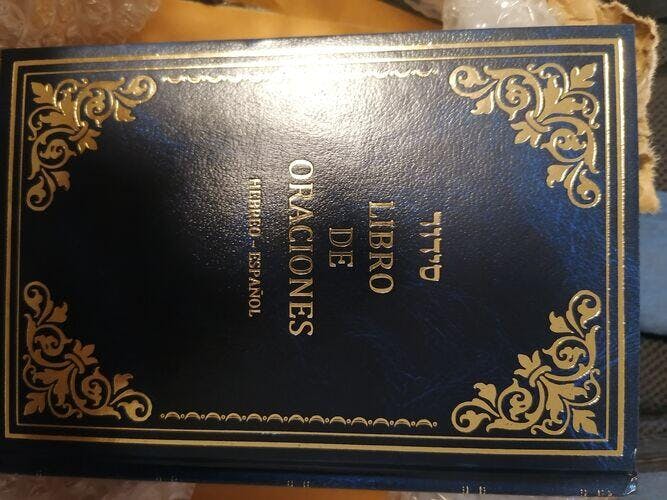 סידור
LIBRO
DE
ORACIONES
HEBREO - ESPAÑOL